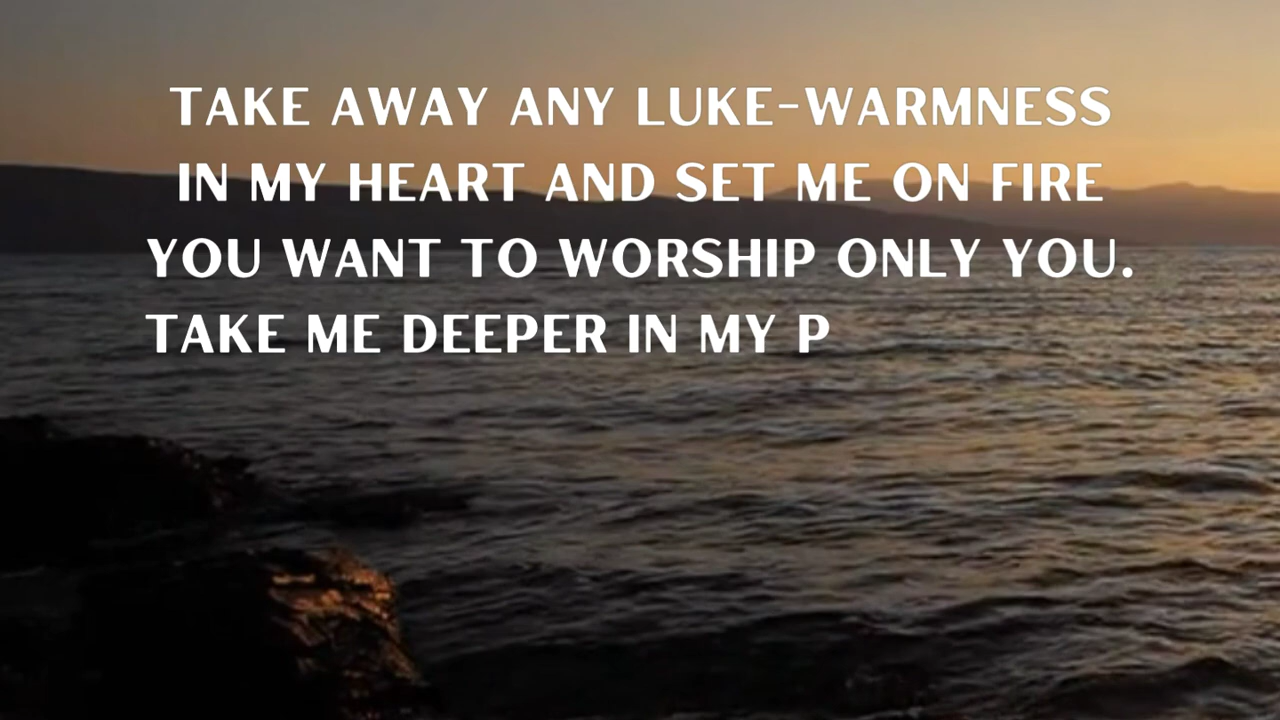 TAKE AWAY ANY LUKE-WARMNESS
IN MY HEART AND SET ME ON FIRE
YOU WANT TO WORSHIP ONLY YOU.
TAKE ME DEEPER IN MY P